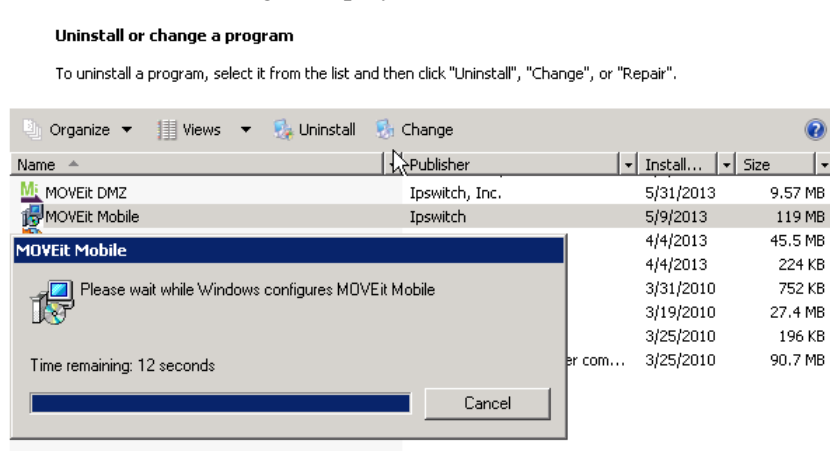 Uninstall or change a program
To uninstall a program, select it from the list and then click "Uninstall", "Change", or "Repair".
Organize Views Uninstall Change
Name Publisher Install... Size
MOVEit DMZ Ipswitch, Inc. 5/31/2013 9.57 MB
MOVEit Mobile Ipswitch 5/9/2013 119 MB
4/4/2013 45.5 MB
MOVEit Mobile
4/4/2013 224 KB
Please wait while Windows configures MOVEit Mobile
3/31/2010 752 KB
3/19/2010 27.4 MB
3/25/2010 196 KB
Time remaining: 12 seconds
er com... 3/25/2010 90.7 MB
Cancel